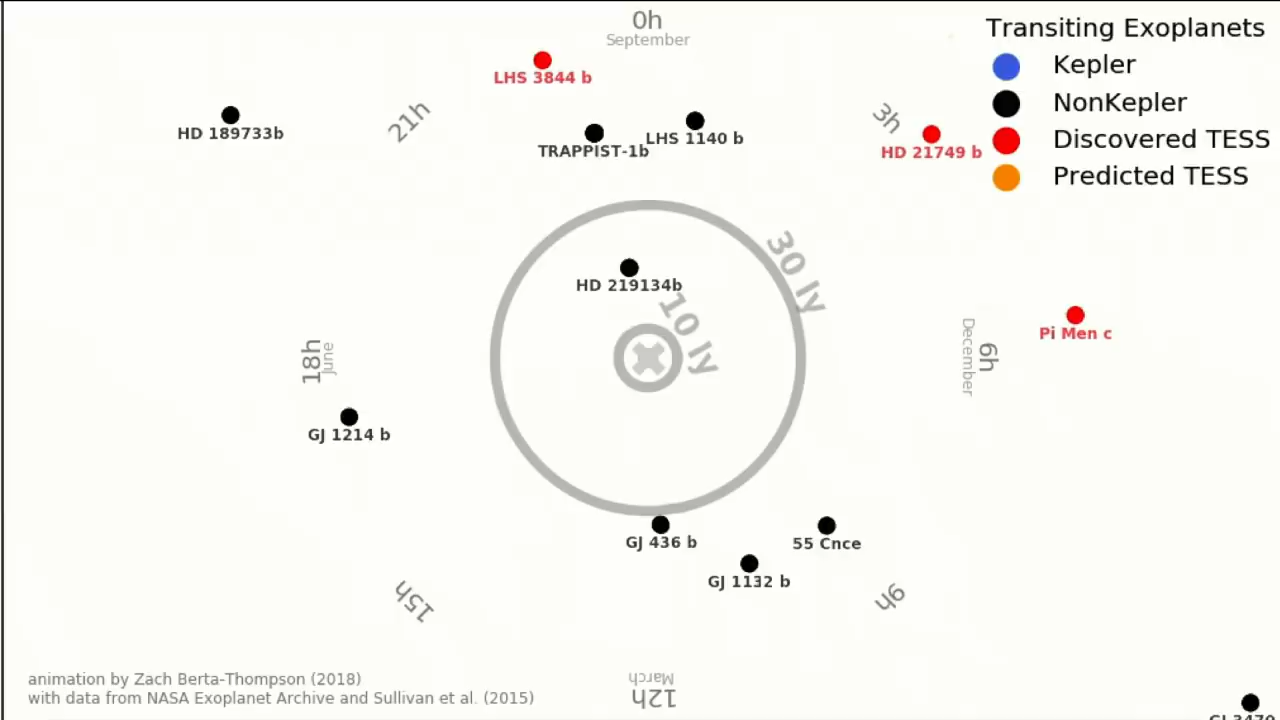 0h
September
Transiting Exoplanets
Kepler
NonKepler
Discovered TESS
Predicted TESS
LHS 3844 b
HD 189733b
21h
TRAPPIST-1b
LHS 1140 b
3h
HD 21749 b
30 ly
HD 219134b
10 ly
Pi Men c
18h
June
6h
December
GJ 1214 b
GJ 436 b
55 Cnce
GJ 1132 b
15h
9h
March
12h
animation by Zach Berta-Thompson (2018)
with data from NASA Exoplanet Archive and Sullivan et al. (2015)